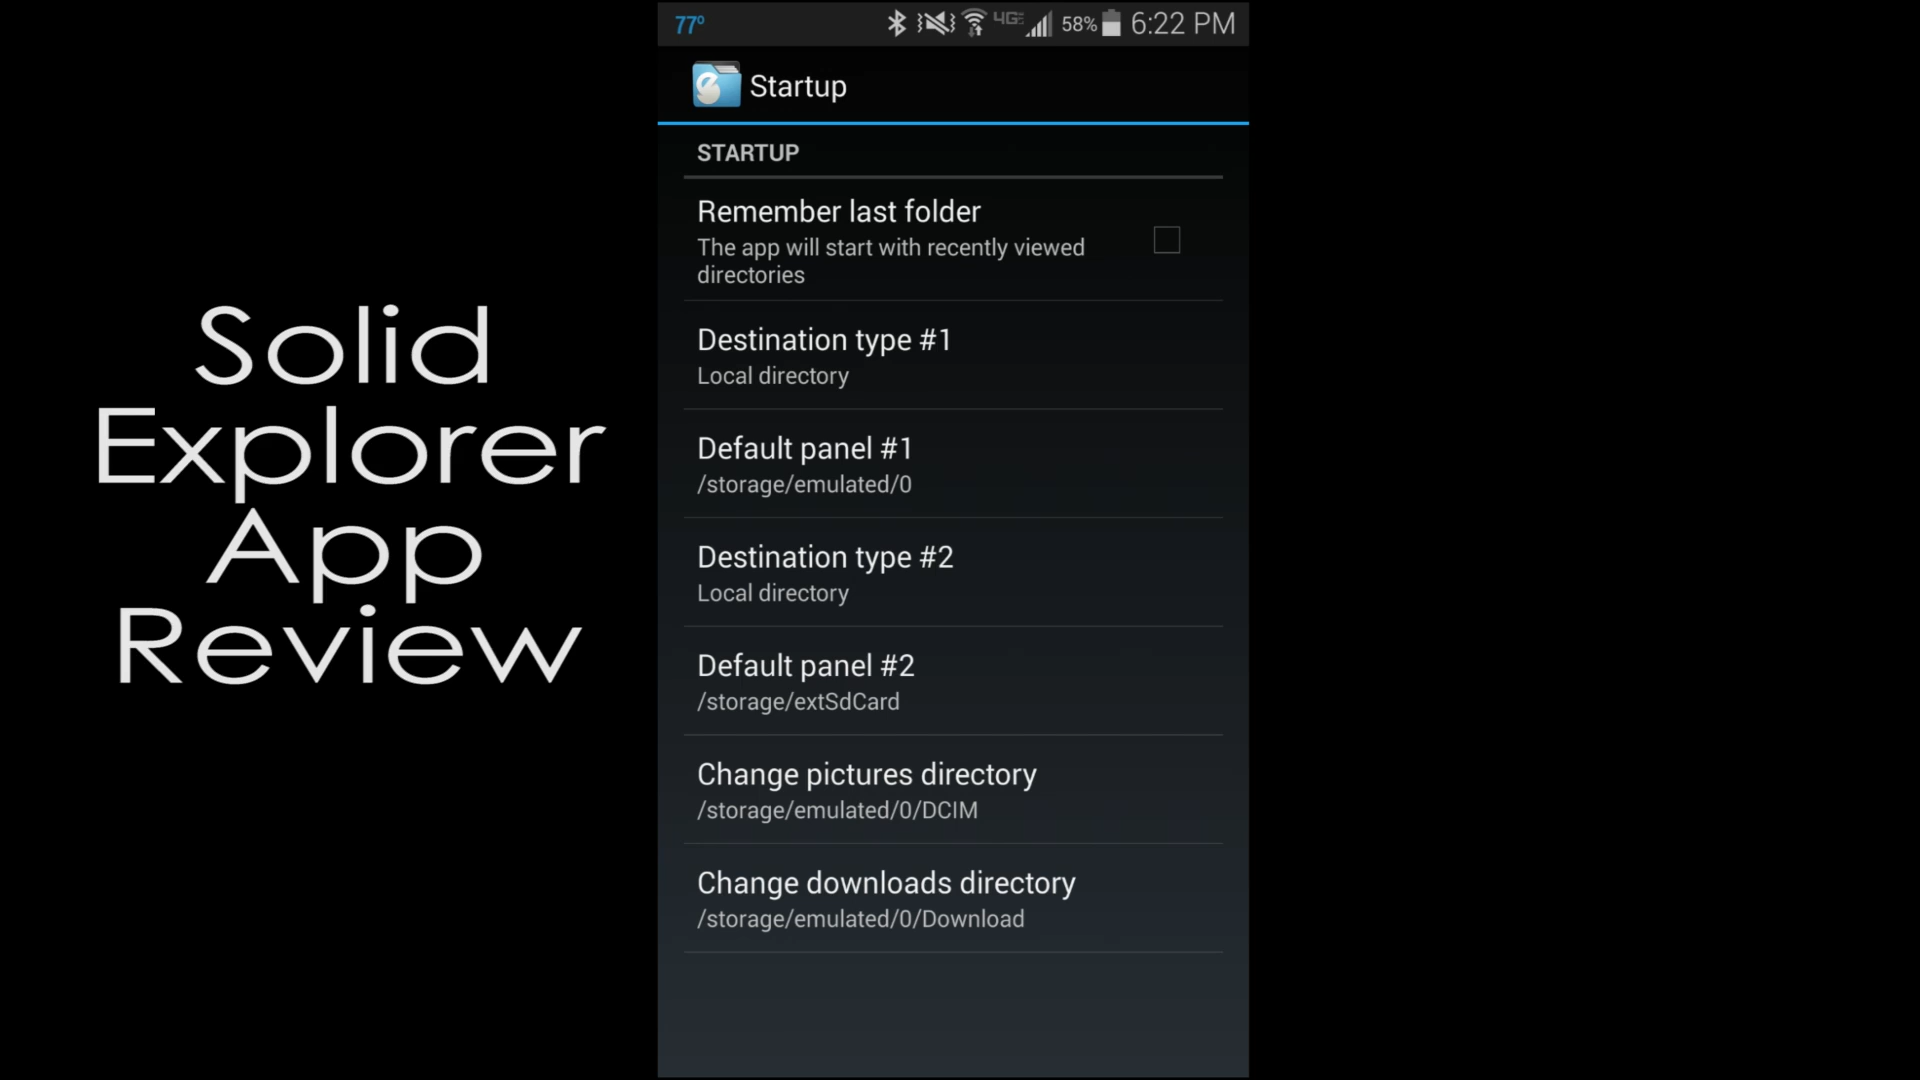 Solid
Explorer
App
Review
77°
4G 58% 6:22 PM
Startup
STARTUP
Remember last folder
The app will start with recently viewed
directories
Destination type #1
Local directory
Default panel #1
/storage/emulated/0
Destination type #2
Local directory
Default panel #2
/storage/extSdCard
Change pictures directory
/storage/emulated/0/DCIM
Change downloads directory
/storage/emulated/0/Download